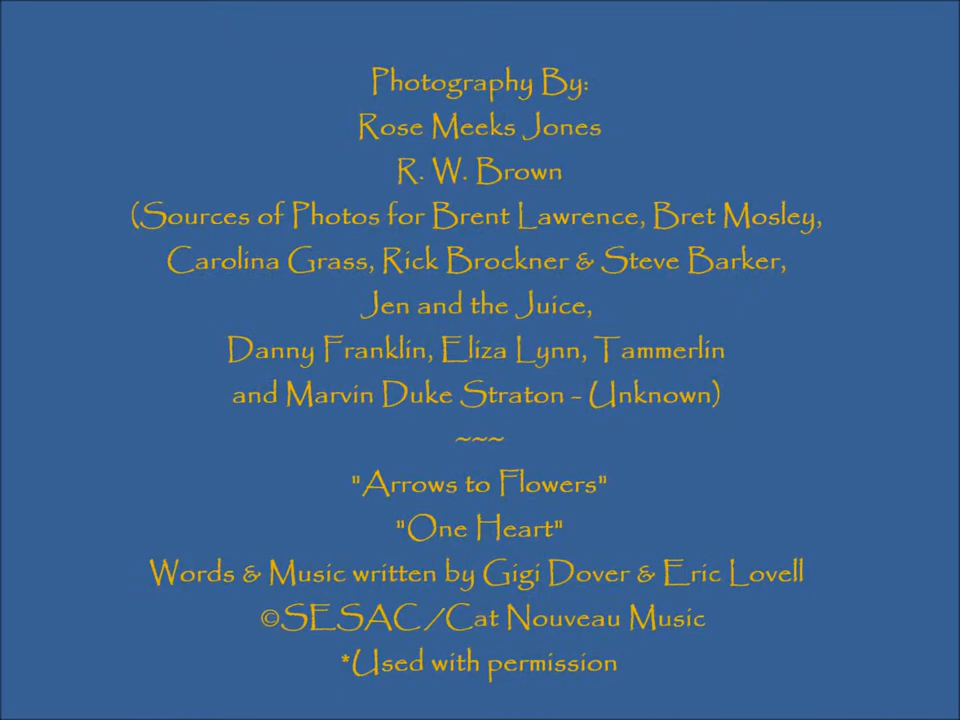 Photography By:
Rose Meeks Jones
R. W. Brown
(Sources of Photos for Brent Lawrence, Bret Mosley,
Carolina Grass, Rick Brockner & Steve Barker,
Jen and the Juice,
Danny Franklin, Eliza Lynn, Tammerlin
and Marvin Duke Straton - Unknown)
~~~
"Arrows to Flowers"
"One Heart"
Words & Music written by Gigi Dover & Eric Lovell
©SESAC/Cat Nouveau Music
*Used with permission